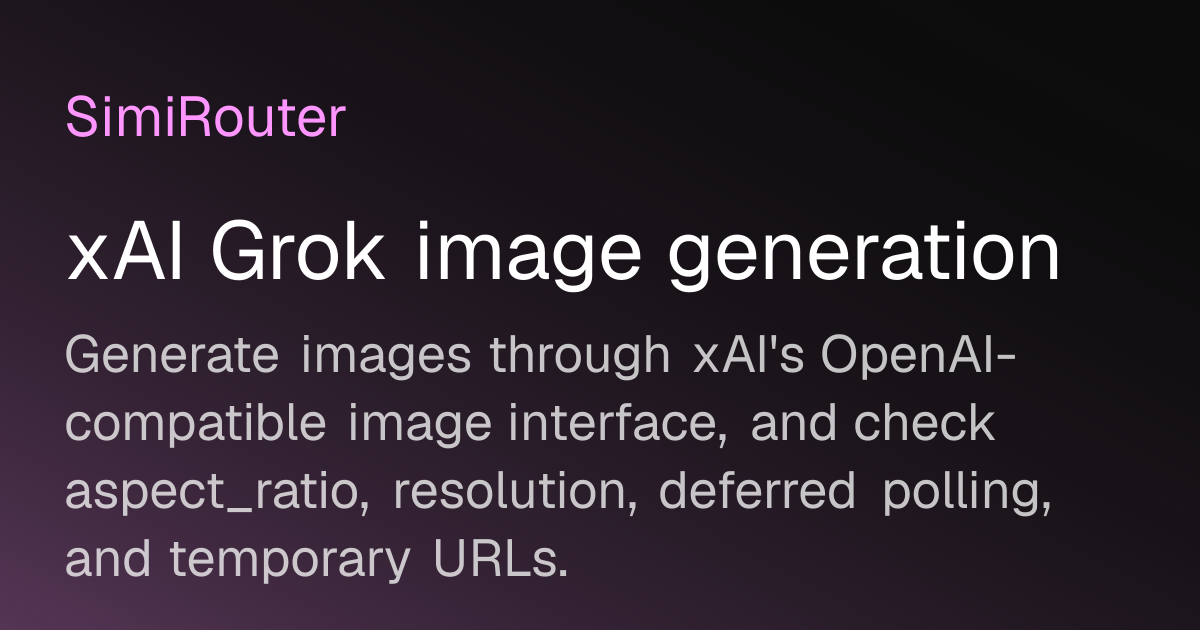 SimiRouter
xAI Grok image generation
Generate images through xAI's OpenAI-
compatible image interface, and check
aspect_ratio, resolution, deferred polling,
and temporary URLs.